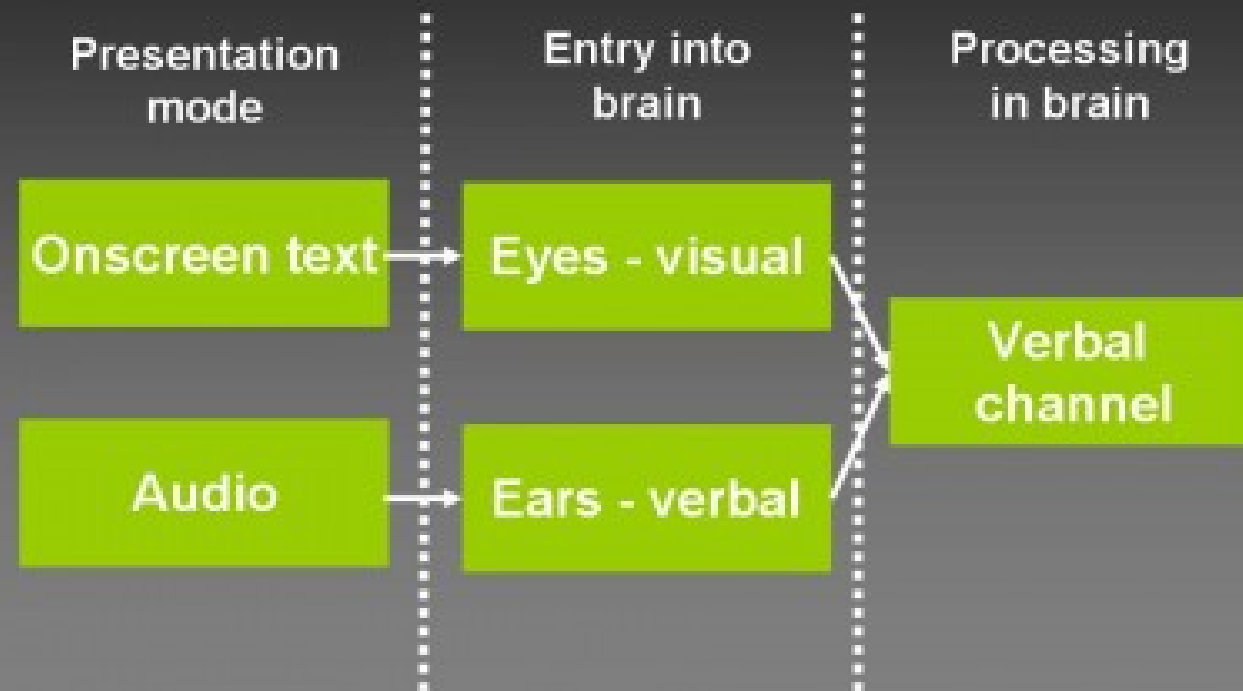 Presentation
mode
Entry into
brain
Processing
in brain
Onscreen text
Eyes - visual
Verbal
channel
Audio
Ears - verbal